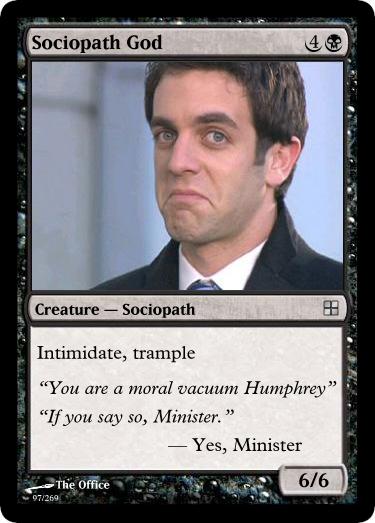 Sociopath God 4
Creature — Sociopath
Intimidate, trample
“You are a moral vacuum Humphrey”
“If you say so, Minister.”
— Yes, Minister
6/6
The Office
97/269